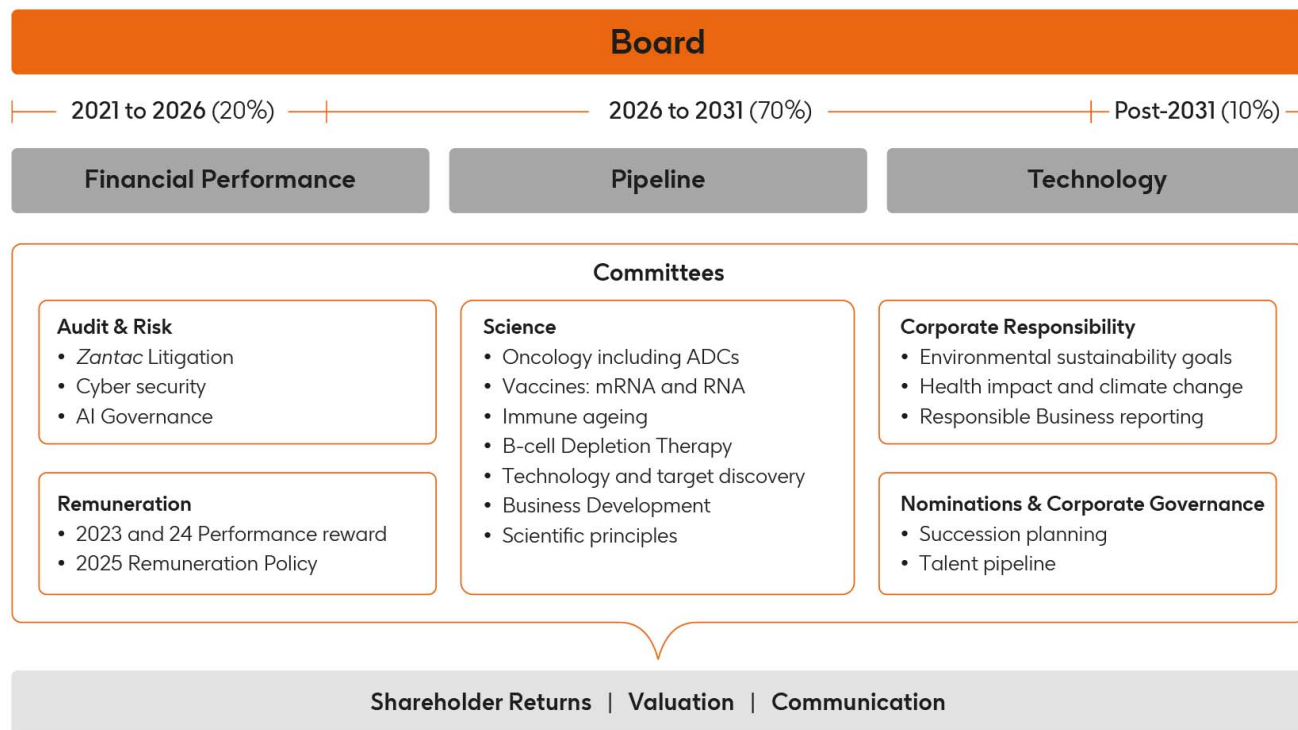 Board
2021 to 2026 (20%)
2026 to 2031 (70%)
Post-2031 (10%)
Financial Performance
Pipeline
Technology
Committees
Audit & Risk
• Zantac Litigation
• Cyber security
• AI Governance
Remuneration
• 2023 and 24 Performance reward
• 2025 Remuneration Policy
Science
• Oncology including ADCs
• Vaccines: mRNA and RNA
• Immune ageing
• B-cell Depletion Therapy
• Technology and target discovery
• Business Development
• Scientific principles
Corporate Responsibility
• Environmental sustainability goals
• Health impact and climate change
• Responsible Business reporting
Nominations & Corporate Governance
• Succession planning
• Talent pipeline
Shareholder Returns | Valuation | Communication